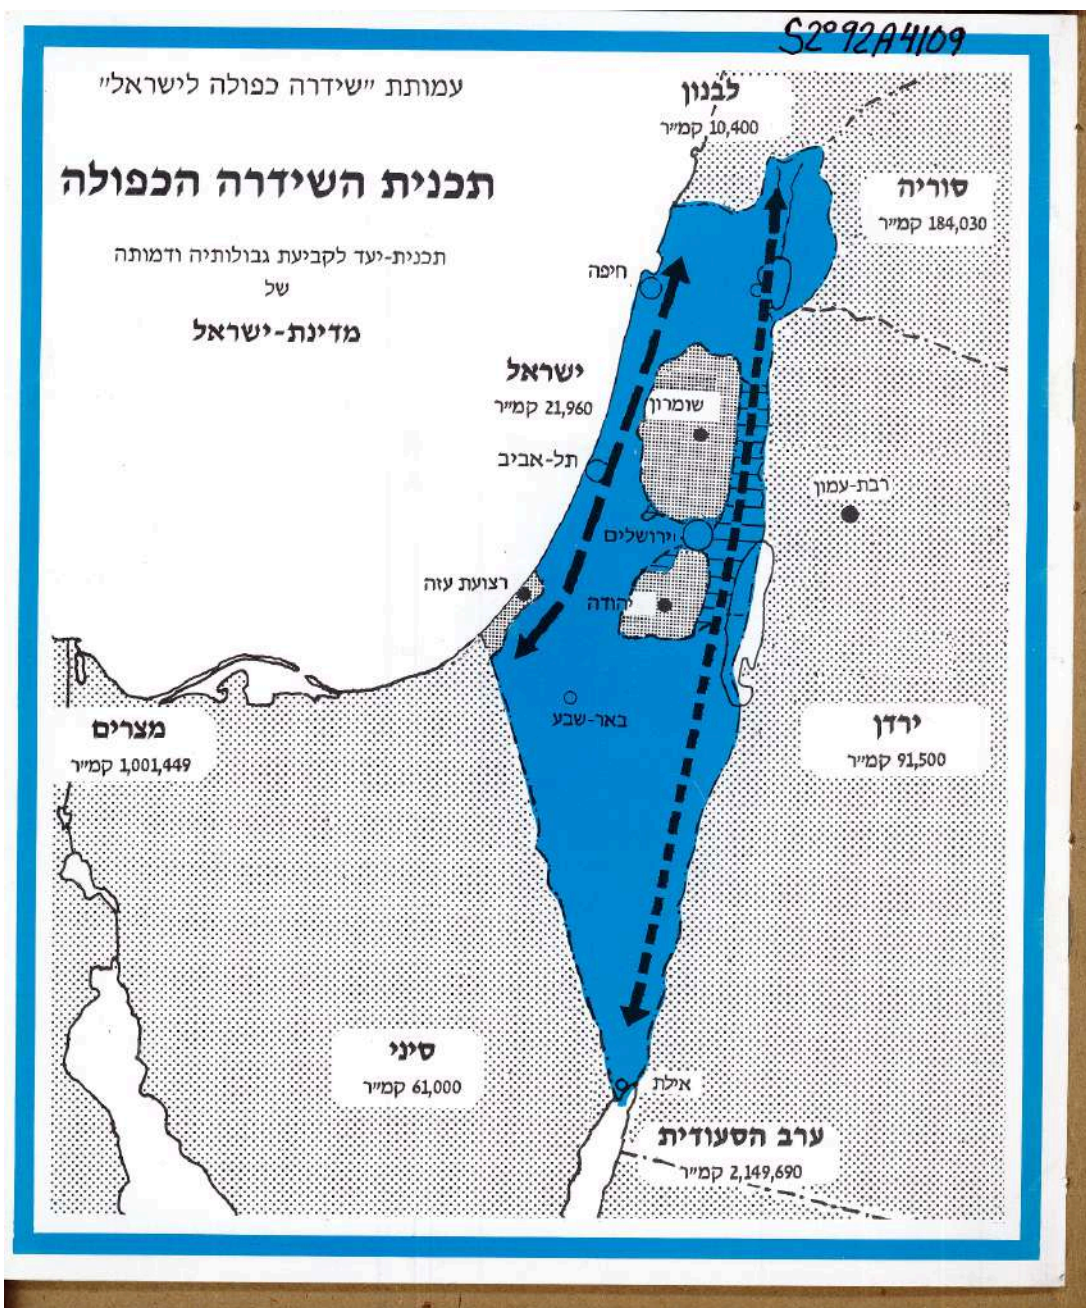 S2°92A4109
עמותת "שידרה כפולה לישראל"
תכנית השידרה הכפולה
תכנית-יעד לקביעת גבולותיה ודמותה
של
מדינת-ישראל
לבנון
10,400 קמ"ר
סוריה
184,030 קמ"ר
חיפה
ישראל
21,960 קמ"ר
שומרון
תל-אביב
רבת-עמון
ירושלים
רצועת עזה
יהודה
באר-שבע
מצרים
1,001,449 קמ"ר
ירדן
91,500 קמ"ר
סיני
61,000 קמ"ר
אילת
ערב הסעודית
2,149,690 קמ"ר